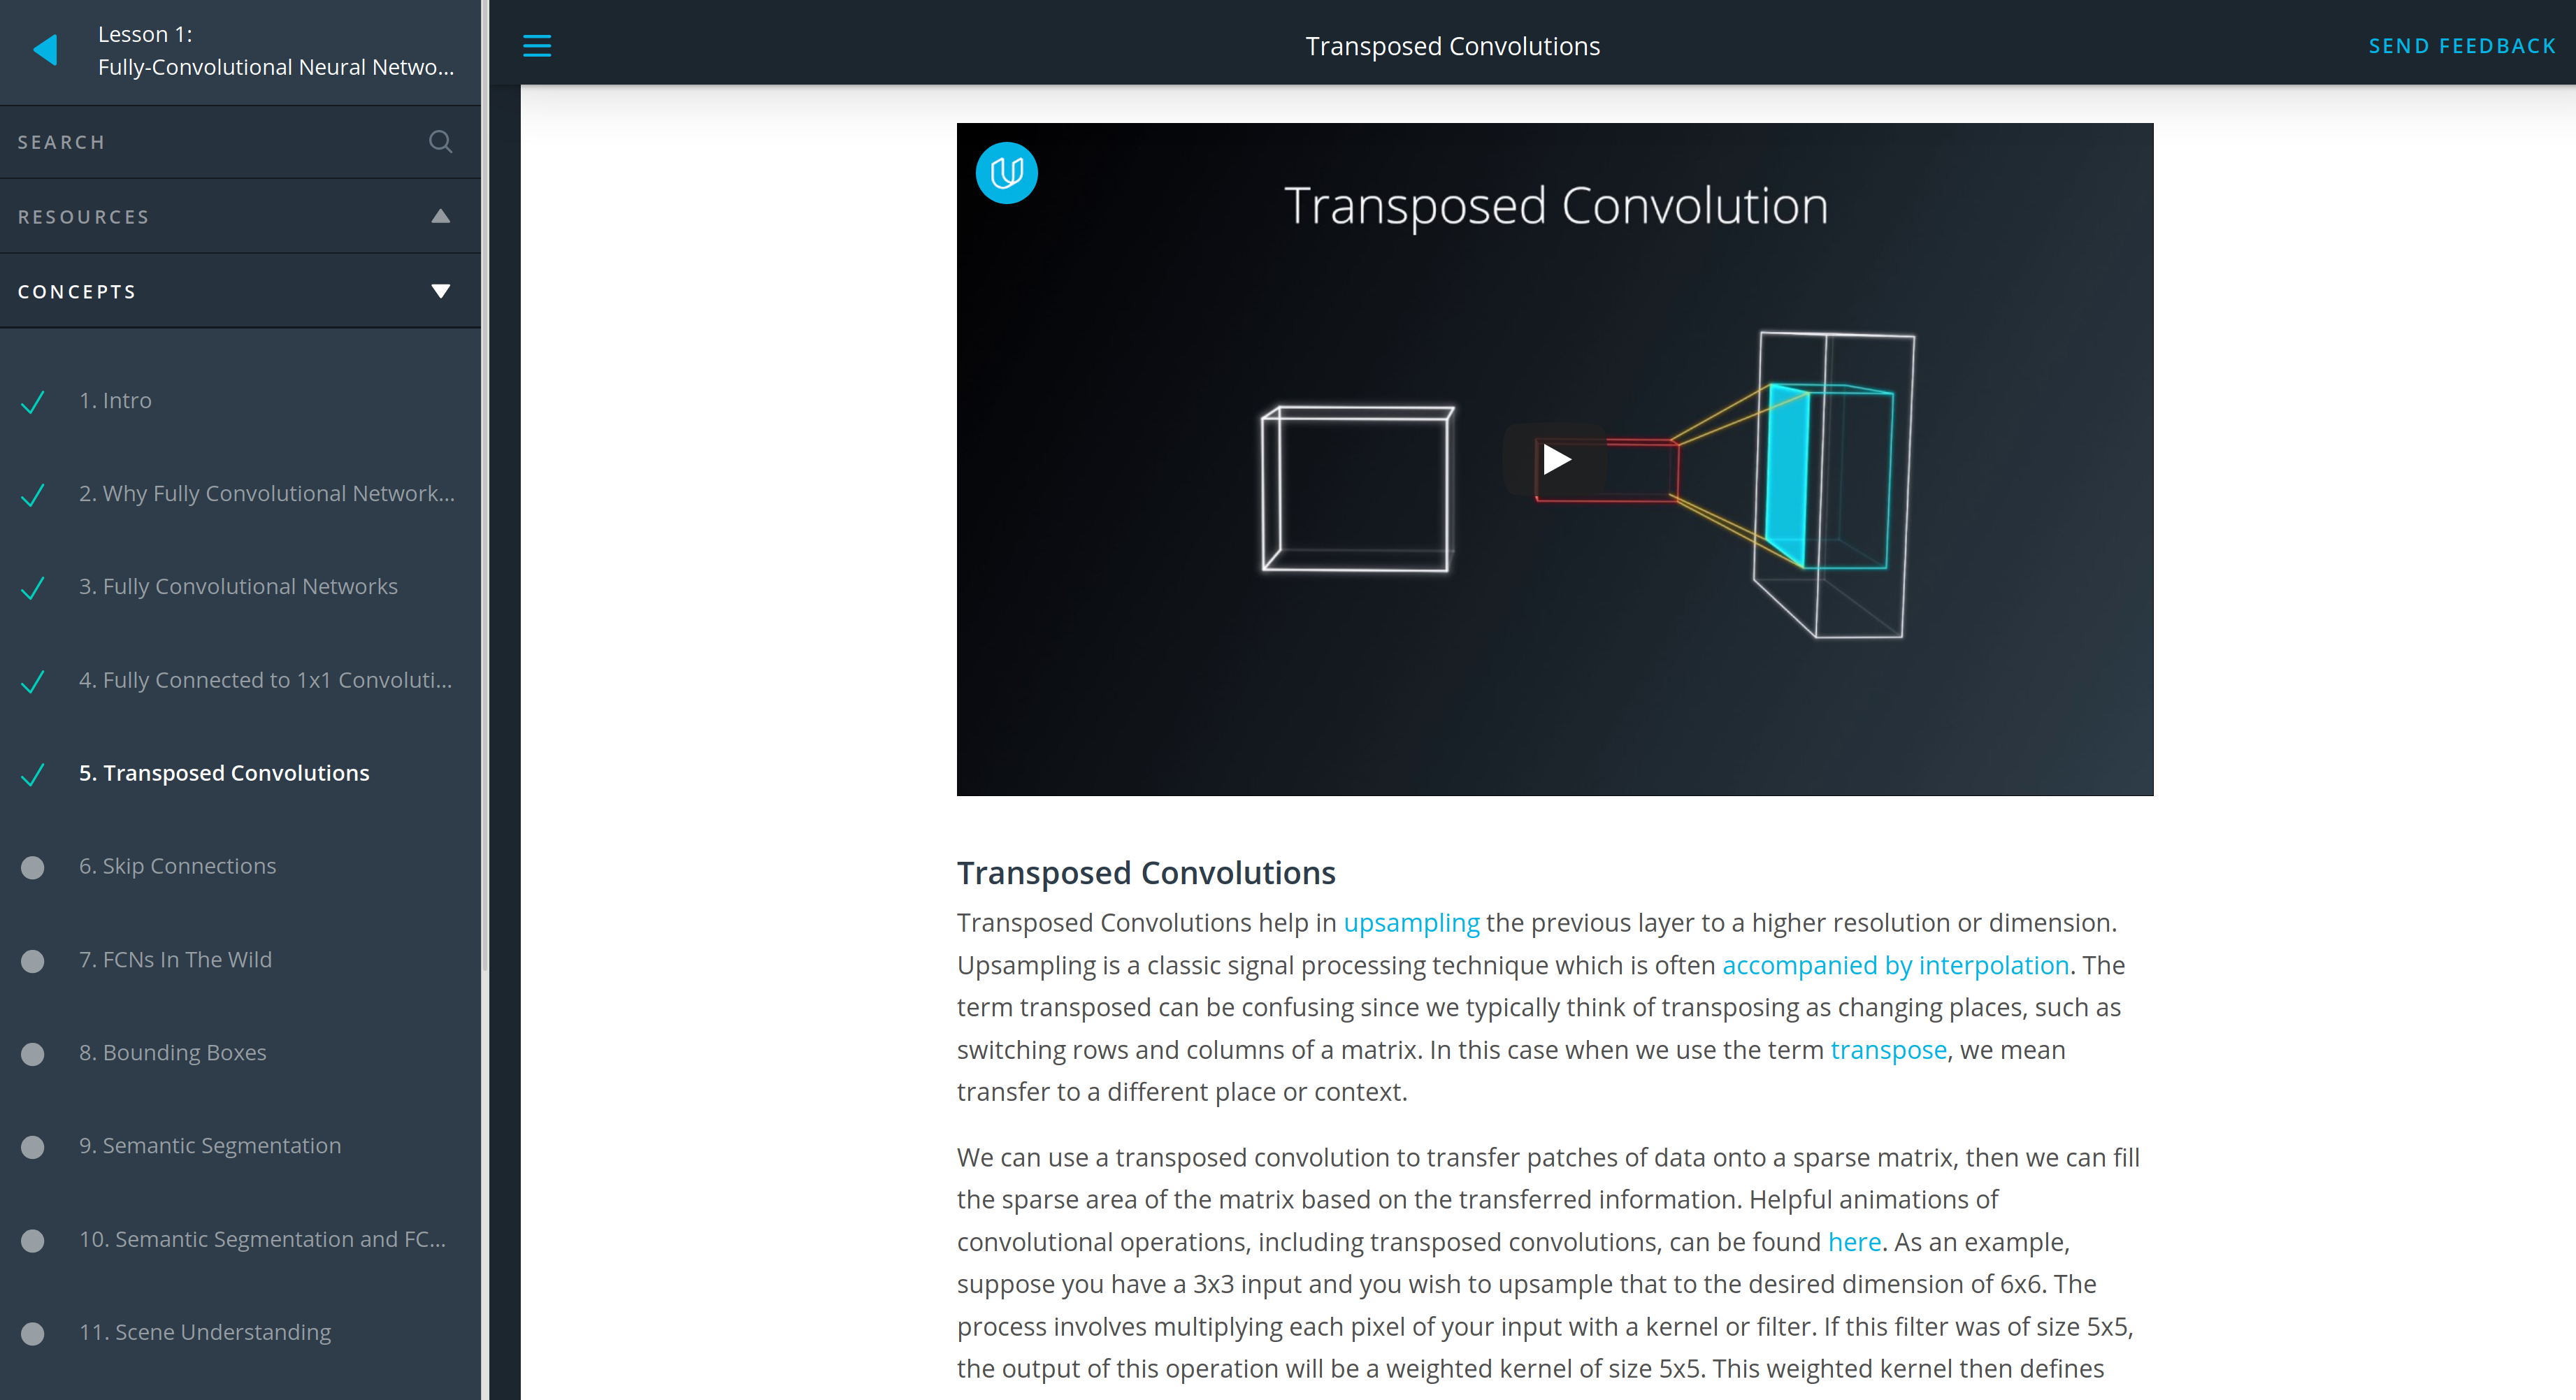 Lesson 1:
Fully-Convolutional Neural Netwo...
SEARCH
RESOURCES
CONCEPTS
1. Intro
2. Why Fully Convolutional Network...
3. Fully Convolutional Networks
4. Fully Connected to 1x1 Convoluti...
5. Transposed Convolutions
6. Skip Connections
7. FCNs In The Wild
8. Bounding Boxes
9. Semantic Segmentation
10. Semantic Segmentation and FC...
11. Scene Understanding
Transposed Convolutions
SEND FEEDBACK
Transposed Convolution
Transposed Convolutions
Transposed Convolutions help in upsampling the previous layer to a higher resolution or dimension.
Upsampling is a classic signal processing technique which is often accompanied by interpolation. The
term transposed can be confusing since we typically think of transposing as changing places, such as
switching rows and columns of a matrix. In this case when we use the term transpose, we mean
transfer to a different place or context.
We can use a transposed convolution to transfer patches of data onto a sparse matrix, then we can fill
the sparse area of the matrix based on the transferred information. Helpful animations of
convolutional operations, including transposed convolutions, can be found here. As an example,
suppose you have a 3x3 input and you wish to upsample that to the desired dimension of 6x6. The
process involves multiplying each pixel of your input with a kernel or filter. If this filter was of size 5x5,
the output of this operation will be a weighted kernel of size 5x5. This weighted kernel then defines